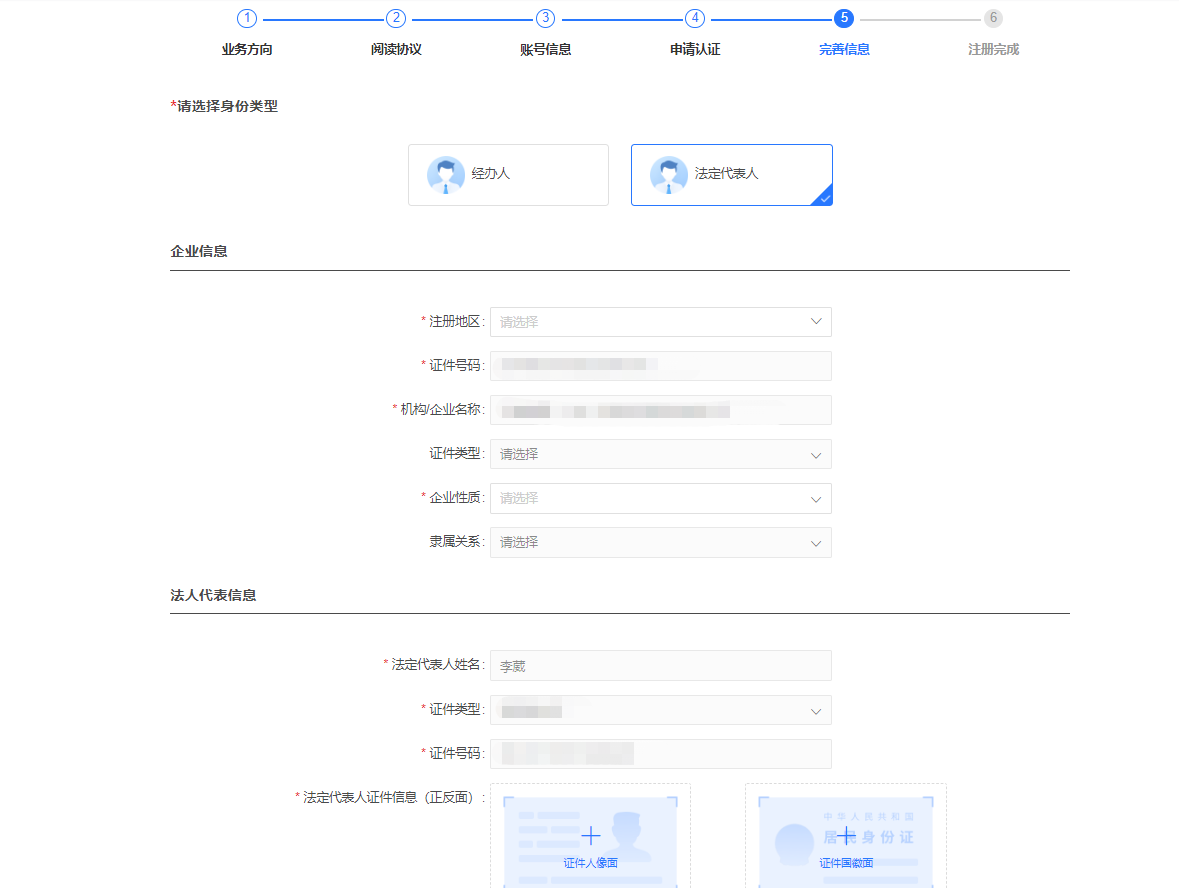 1 2 3 4 5 6
业务方向 阅读协议 账号信息 申请认证 完善信息 注册完成
*请选择身份类型
经办人 法定代表人
企业信息
* 注册地区: 请选择
* 证件号码:
* 机构/企业名称:
证件类型: 请选择
* 企业性质: 请选择
隶属关系: 请选择
法人代表信息
* 法定代表人姓名: 李葳
* 证件类型:
* 证件号码:
* 法定代表人证件信息（正反面）:
中华人民共和国
居民身份证
证件人像面 证件国徽面